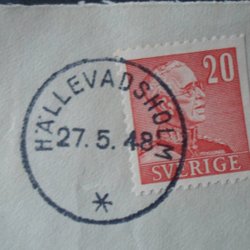 HÄLLEVADSHOLM
27.5.48
*
20
SVERIGE